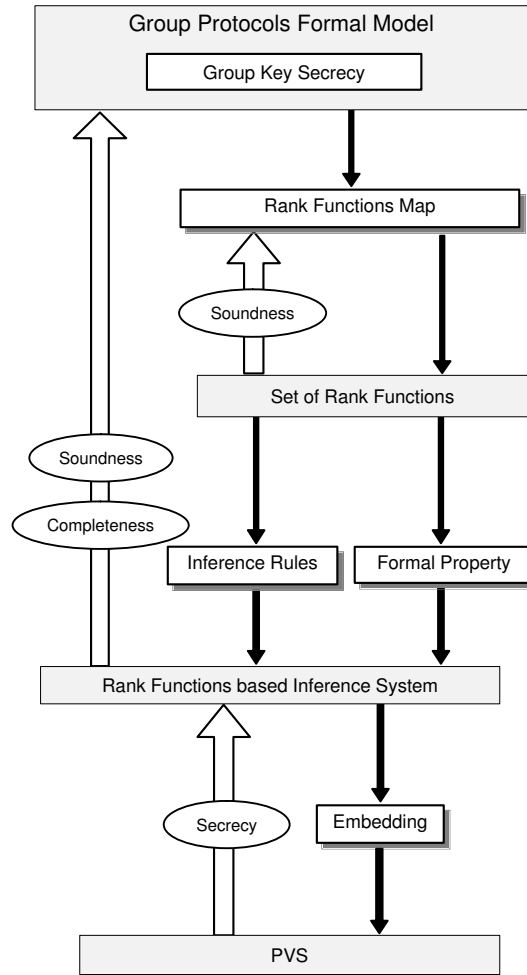 Group Protocols Formal Model
Group Key Secrecy
Rank Functions Map
Soundness
Set of Rank Functions
Soundness
Completeness
Inference Rules
Formal Property
Rank Functions based Inference System
Secrecy
Embedding
PVS